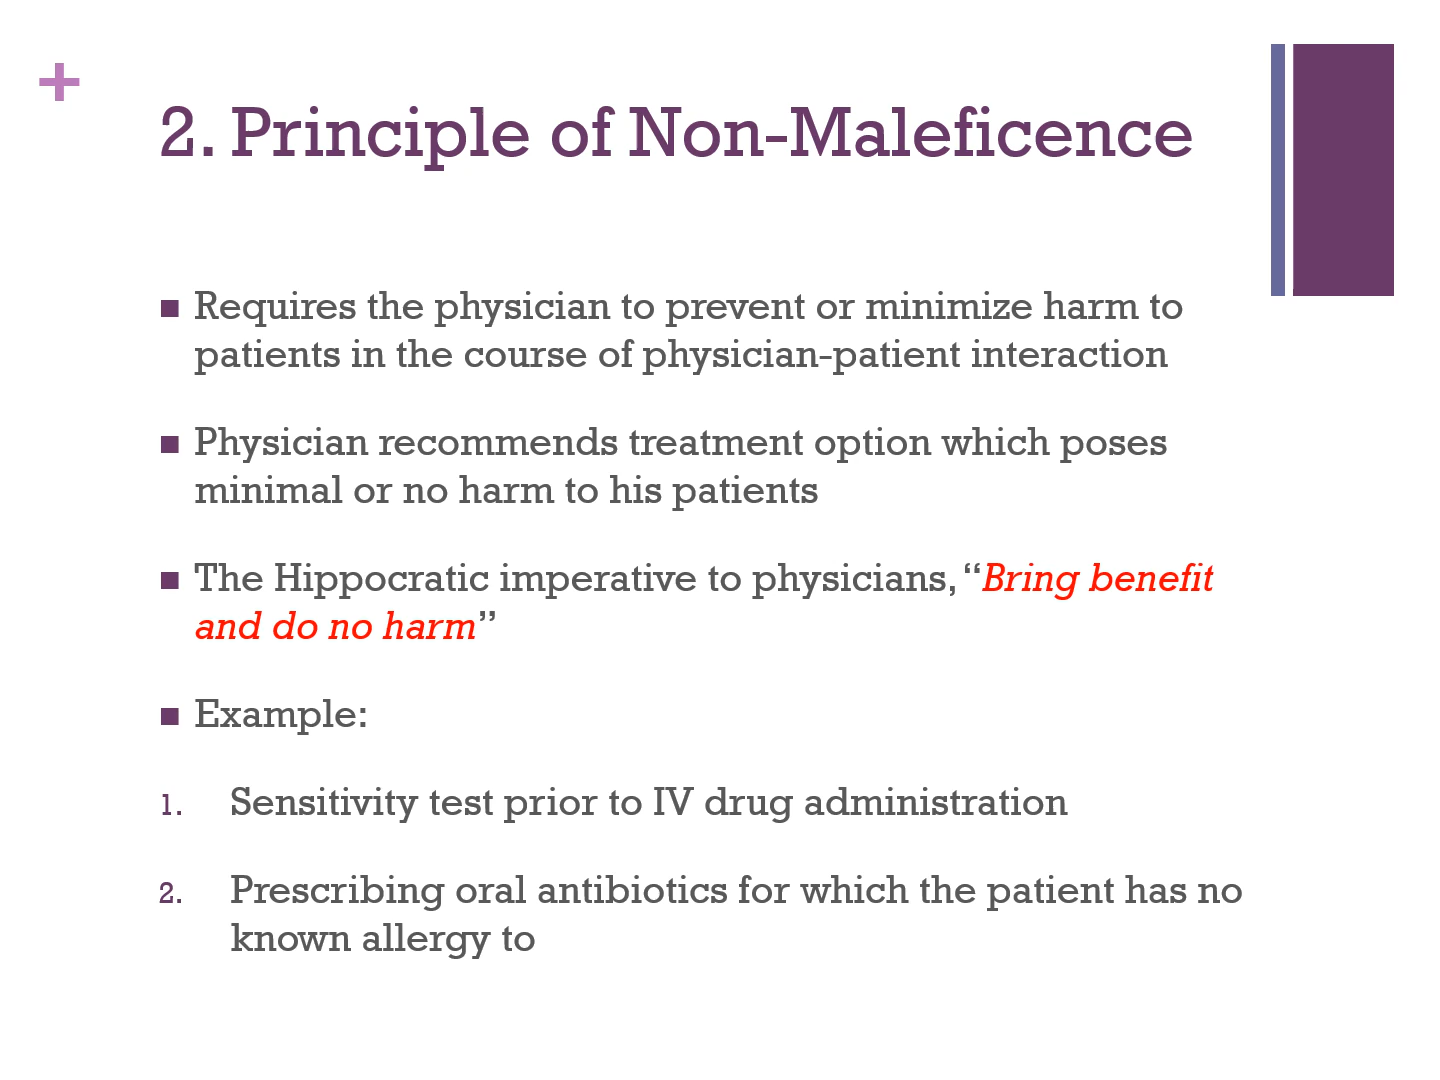 +
2. Principle of Non-Maleficence
■ Requires the physician to prevent or minimize harm to
patients in the course of physician-patient interaction
■ Physician recommends treatment option which poses
minimal or no harm to his patients
■ The Hippocratic imperative to physicians, “Bring benefit
and do no harm”
■ Example:
1. Sensitivity test prior to IV drug administration
2. Prescribing oral antibiotics for which the patient has no
known allergy to